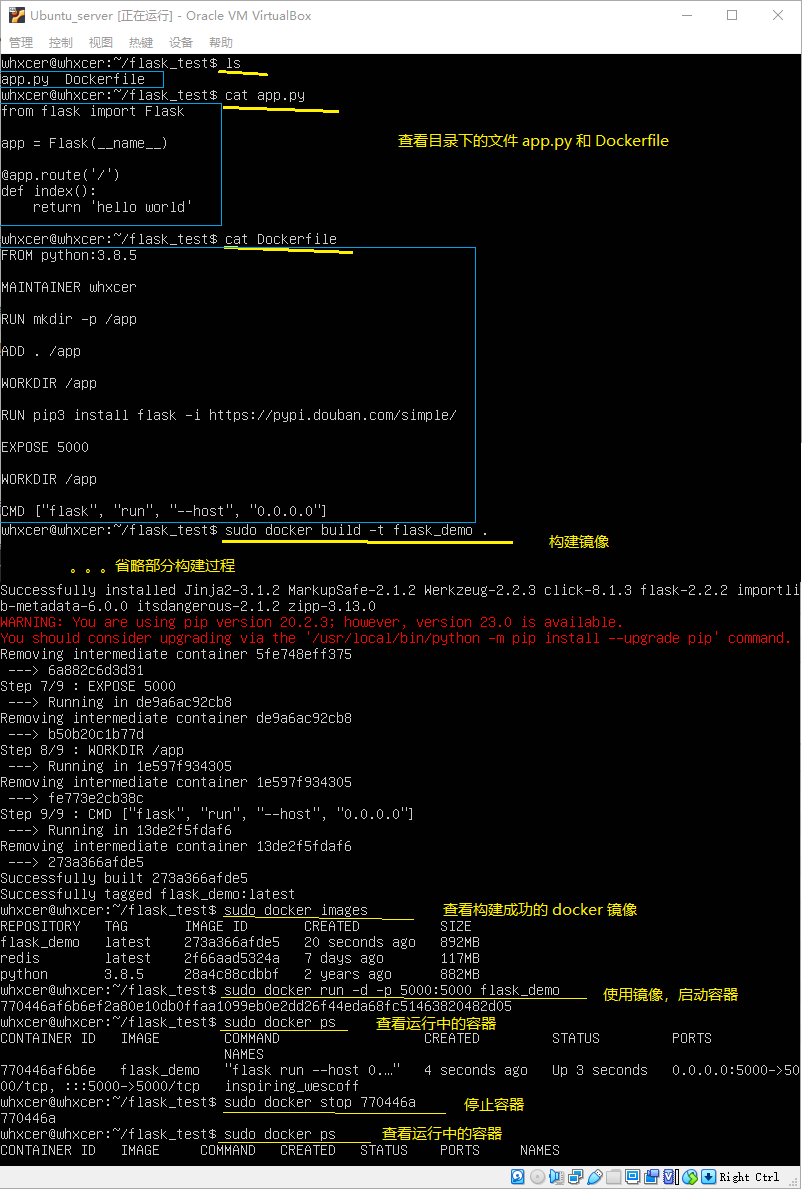 Ubuntu_server [正在运行] - Oracle VM VirtualBox
管理 控制 视图 热键 设备 帮助
whxcer@whxcer:~/flask_test$ ls
app.py  Dockerfile
whxcer@whxcer:~/flask_test$ cat app.py
from flask import Flask
app = Flask(__name__)
查看目录下的文件 app.py 和 Dockerfile
@app.route('/')
def index():
    return 'hello world'
whxcer@whxcer:~/flask_test$ cat Dockerfile
FROM python:3.8.5
MAINTAINER whxcer
RUN mkdir -p /app
ADD . /app
WORKDIR /app
RUN pip3 install flask -i https://pypi.douban.com/simple/
EXPOSE 5000
WORKDIR /app
CMD ["flask", "run", "--host", "0.0.0.0"]
whxcer@whxcer:~/flask_test$ sudo docker build -t flask_demo .
构建镜像
。。。省略部分构建过程
Successfully installed Jinja2-3.1.2 MarkupSafe-2.1.2 Werkzeug-2.2.3 click-8.1.3 flask-2.2.2 importli
b-metadata-6.0.0 itsdangerous-2.1.2 zipp-3.13.0
WARNING: You are using pip version 20.2.3; however, version 23.0 is available.
You should consider upgrading via the '/usr/local/bin/python -m pip install --upgrade pip' command.
Removing intermediate container 5fe748eff375
 ---> 6a882c6d3d31
Step 7/9 : EXPOSE 5000
 ---> Running in de9a6ac92cb8
Removing intermediate container de9a6ac92cb8
 ---> b50b20c1b77d
Step 8/9 : WORKDIR /app
 ---> Running in 1e597f934305
Removing intermediate container 1e597f934305
 ---> fe773e2cb38c
Step 9/9 : CMD ["flask", "run", "--host", "0.0.0.0"]
 ---> Running in 13de2f5fdaf6
Removing intermediate container 13de2f5fdaf6
 ---> 273a366afde5
Successfully built 273a366afde5
Successfully tagged flask_demo:latest
whxcer@whxcer:~/flask_test$ sudo docker images 查看构建成功的 docker 镜像
REPOSITORY   TAG       IMAGE ID       CREATED          SIZE
flask_demo   latest    273a366afde5   20 seconds ago   892MB
redis        latest    2f66aad5324a   7 days ago       117MB
python       3.8.5     28a4c88cdbbf   2 years ago      882MB
whxcer@whxcer:~/flask_test$ sudo docker run -d -p 5000:5000 flask_demo 使用镜像，启动容器
770446af6b6ef2a80e10db0ffaa1099eb0e2dd26f44eda68fc51463820482d05
whxcer@whxcer:~/flask_test$ sudo docker ps 查看运行中的容器
CONTAINER ID   IMAGE        COMMAND                  CREATED         STATUS         PORTS
NAMES
770446af6b6e   flask_demo   "flask run --host 0.…"   4 seconds ago   Up 3 seconds   0.0.0.0:5000->50
00/tcp, :::5000->5000/tcp   inspiring_wescoff
whxcer@whxcer:~/flask_test$ sudo docker stop 770446a 停止容器
770446a
whxcer@whxcer:~/flask_test$ sudo docker ps 查看运行中的容器
CONTAINER ID   IMAGE     COMMAND   CREATED   STATUS    PORTS     NAMES
Right Ctrl